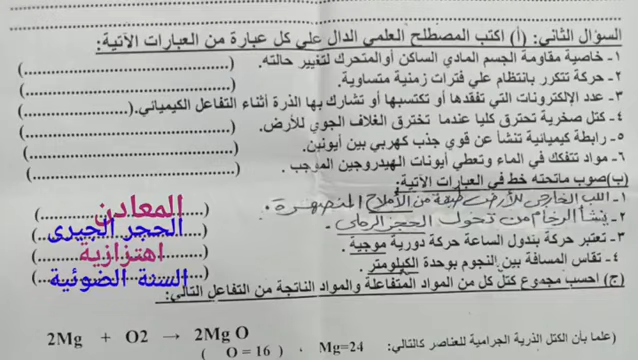 السؤال الثاني: (أ) اكتب المصطلح العلمي الدال على كل عبارة من العبارات الآتية:
١- خاصية مقاومة الجسم المادي الساكن أو المتحرك لتغيير حالته. (....................)
٢- حركة تتكرر بانتظام علي فترات زمنية متساوية. (....................)
٣- عدد الإلكترونات التي تفقدها أو تكتسبها أو تشارك بها الذرة أثناء التفاعل الكيميائي. (....................)
٤- كتل صخرية تحترق كليا عندما تخترق الغلاف الجوي للأرض. (....................)
٥- رابطة كيميائية تنشأ عن قوي جذب كهربي بين أيونين. (....................)
٦- مواد تتفكك في الماء وتعطي أيونات الهيدروجين الموجب. (....................)
(ب) صوب ماتحته خط في العبارات الآتية:
١- اللب الخارجي للأرض طبقة من الأملاح المنصهرة. (المعادن)
٢- ينشأ الرخام من تحول الحجر الرملي. (الحجر الجيرى)
٣- تعتبر حركة بندول الساعة حركة دورية موجية. (اهتزازية)
٤- تقاس المسافة بين النجوم بوحدة الكيلومتر. (السنة الضوئية)
(ج) احسب مجموع كتل كل من المواد المتفاعلة والمواد الناتجة من التفاعل التالي:
2Mg + O2 → 2Mg O
(علما بأن الكتل الذرية الجرامية للعناصر كالتالي: Mg=24 , O = 16 )